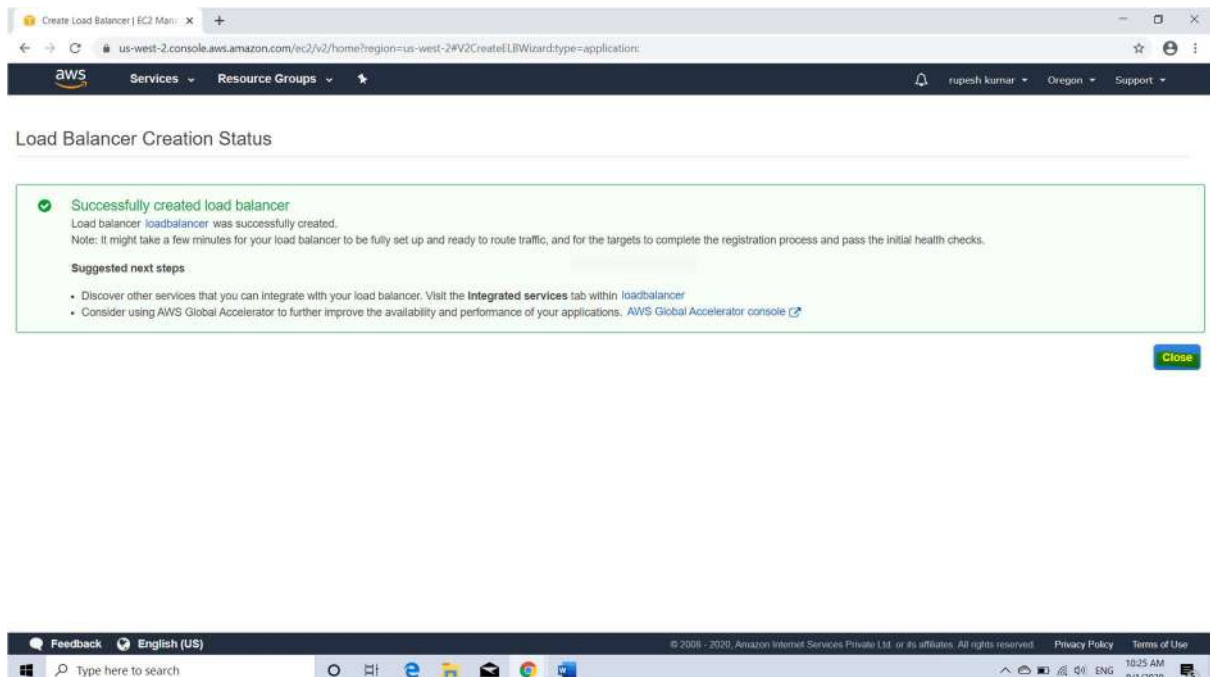 Create Load Balancer | EC2 Man
us-west-2.console.aws.amazon.com/ec2/v2/home?region=us-west-2#V2CreateELBWizard:type=application:
aws Services Resource Groups rupesh kumar Oregon Support
Load Balancer Creation Status
Successfully created load balancer
Load balancer loadbalancer was successfully created.
Note: It might take a few minutes for your load balancer to be fully set up and ready to route traffic, and for the targets to complete the registration process and pass the initial health checks.
Suggested next steps
• Discover other services that you can integrate with your load balancer. Visit the Integrated services tab within loadbalancer
• Consider using AWS Global Accelerator to further improve the availability and performance of your applications. AWS Global Accelerator console
Close
Feedback English (US) © 2008 - 2020, Amazon Internet Services Private Ltd. or its affiliates. All rights reserved. Privacy Policy Terms of Use
Type here to search ENG 10:25 AM